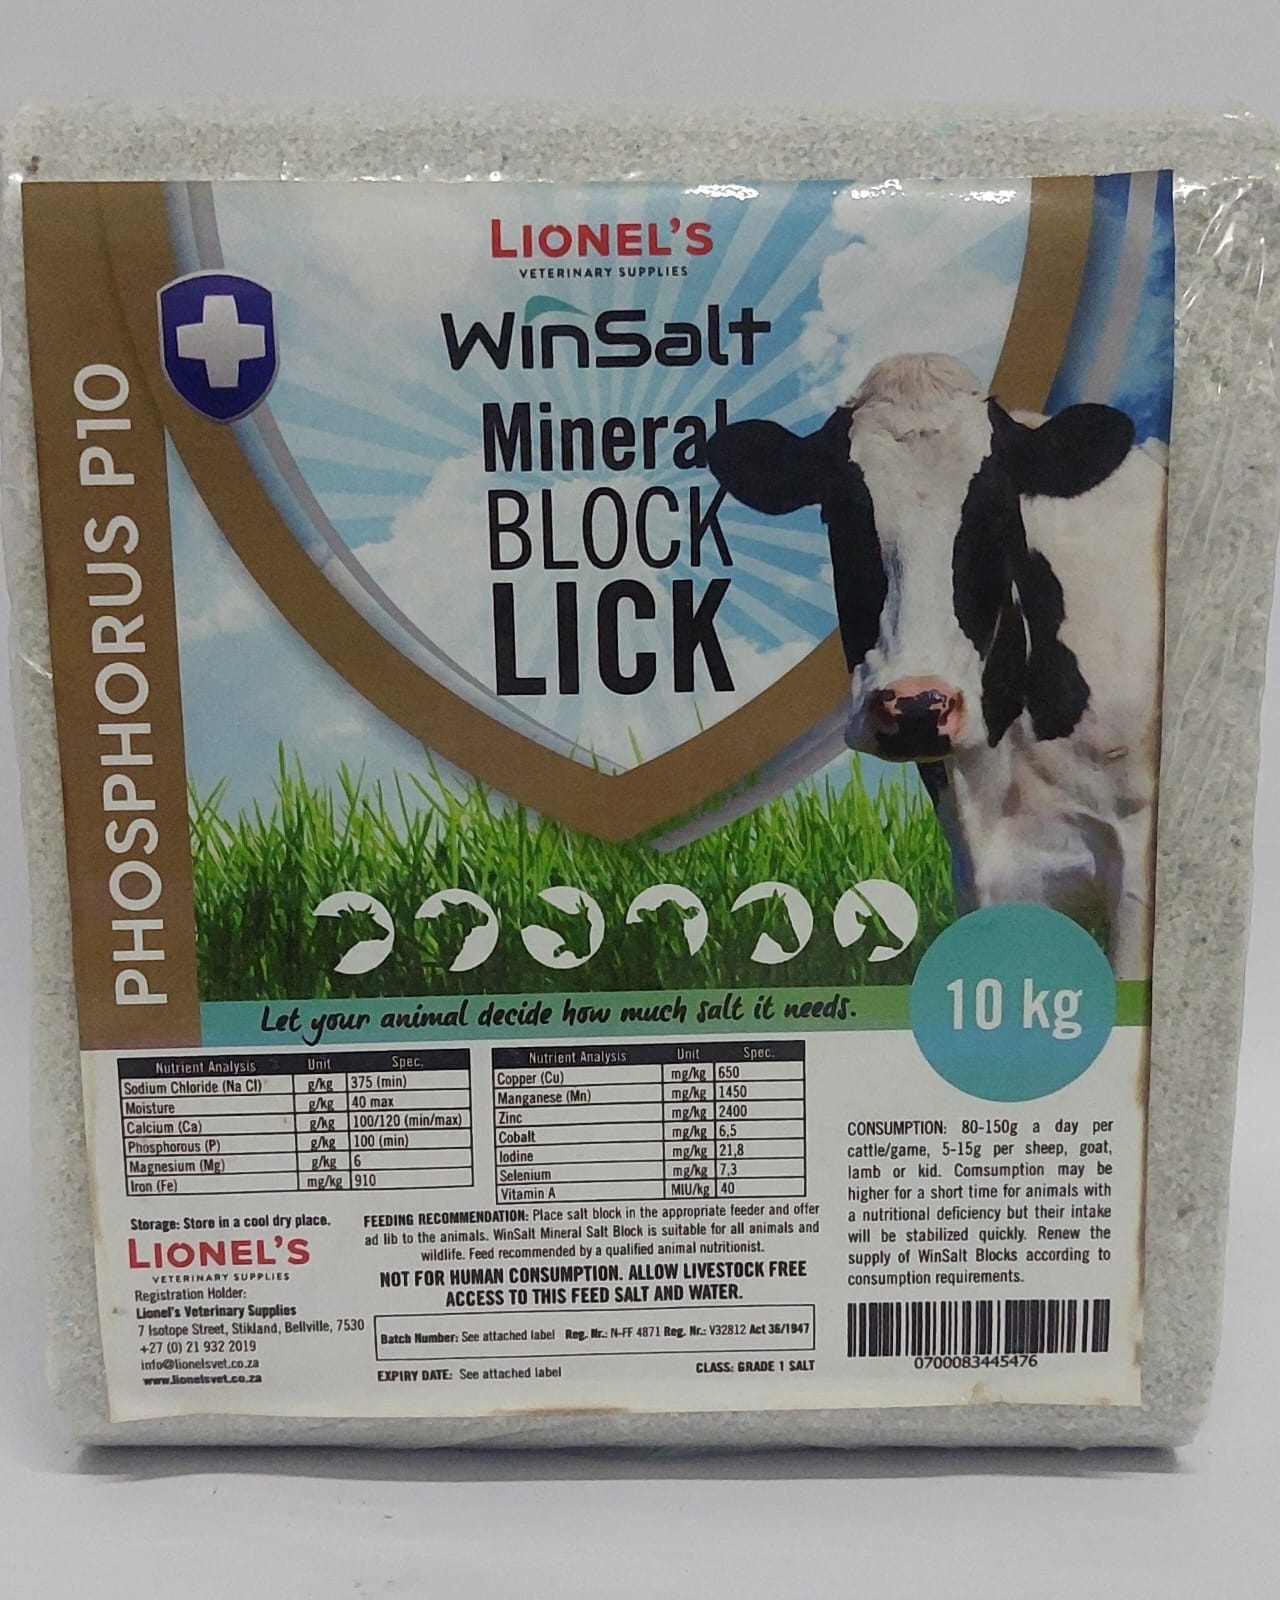 LIONEL'S
VETERINARY SUPPLIES
WinSalt
Mineral
BLOCK
LICK
PHOSPHORUS P10
Let your animal decide how much salt it needs.
10 kg
Nutrient Analysis Unit Spec.
Sodium Chloride (Na Cl) g/kg 375 (min)
Moisture g/kg 40 max
Calcium (Ca) g/kg 100/120 (min/max)
Phosphorous (P) g/kg 100 (min)
Magnesium (Mg) g/kg 6
Iron (Fe) mg/kg 910
Nutrient Analysis Unit Spec.
Copper (Cu) mg/kg 650
Manganese (Mn) mg/kg 1450
Zinc mg/kg 2400
Cobalt mg/kg 6,5
Iodine mg/kg 21,8
Selenium mg/kg 7,3
Vitamin A MIU/kg 40
CONSUMPTION: 80-150g a day per
cattle/game, 5-15g per sheep, goat,
lamb or kid. Comsumption may be
higher for a short time for animals with
a nutritional deficiency but their intake
will be stabilized quickly. Renew the
supply of WinSalt Blocks according to
consumption requirements.
Storage: Store in a cool dry place.
LIONEL'S
VETERINARY SUPPLIES
Registration Holder:
Lionel's Veterinary Supplies
7 Isotope Street, Stikland, Bellville, 7530
+27 (0) 21 932 2019
info@lionelsvet.co.za
www.lionelsvet.co.za
FEEDING RECOMMENDATION: Place salt block in the appropriate feeder and offer
ad lib to the animals. WinSalt Mineral Salt Block is suitable for all animals and
wildlife. Feed recommended by a qualified animal nutritionist.
NOT FOR HUMAN CONSUMPTION. ALLOW LIVESTOCK FREE
ACCESS TO THIS FEED SALT AND WATER.
Batch Number: See attached label Reg. Nr.: N-FF 4871 Reg. Nr.: V32812 Act 36/1947
EXPIRY DATE: See attached label CLASS: GRADE 1 SALT
0700083445476